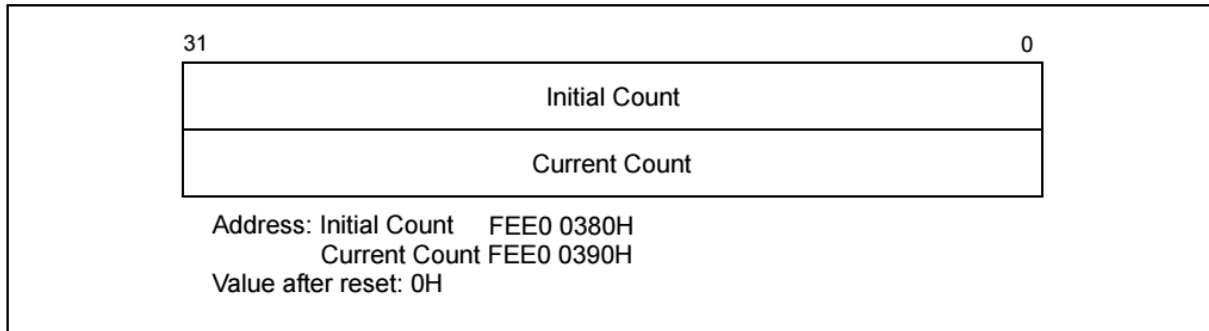 31 0
Initial Count
Current Count
Address: Initial Count FEE0 0380H
Current Count FEE0 0390H
Value after reset: 0H